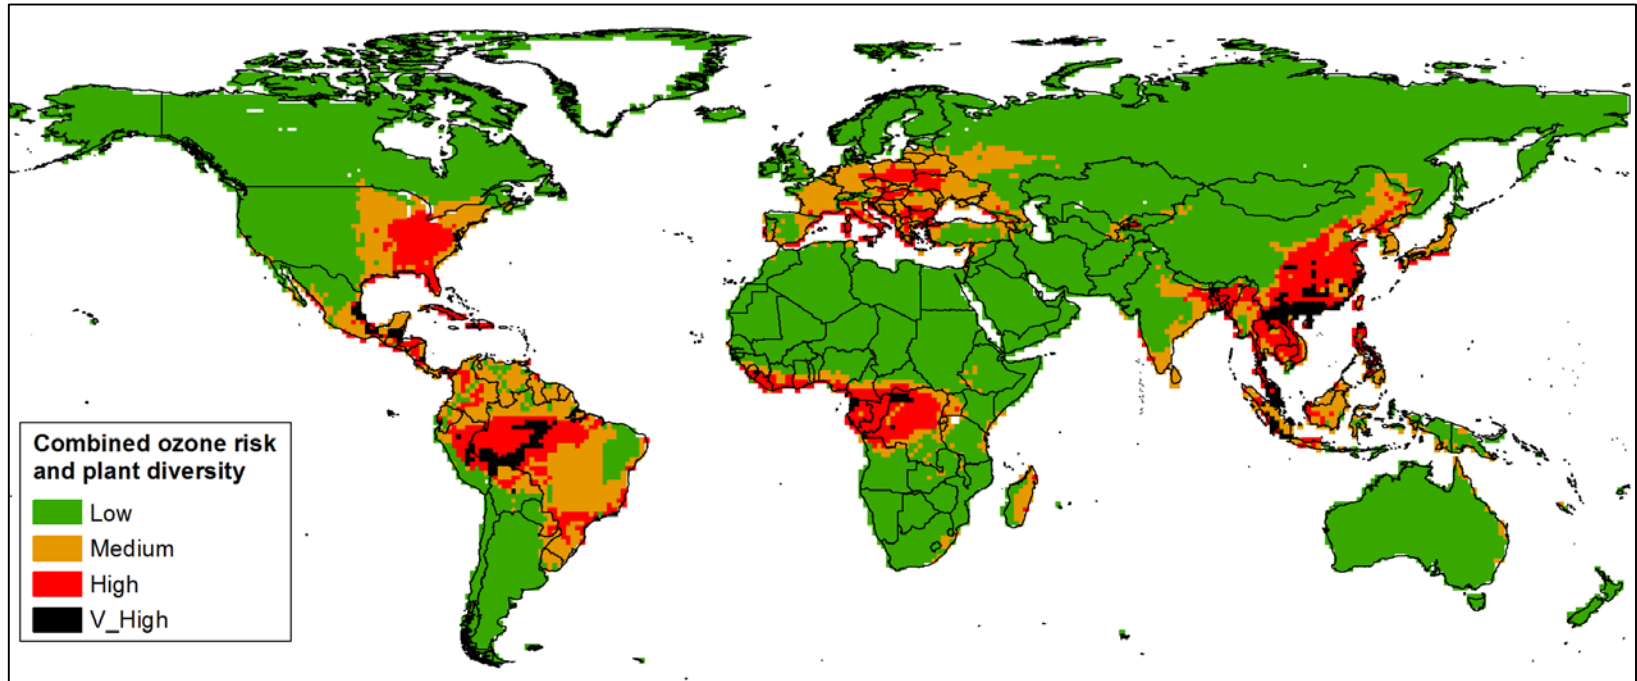 Combined ozone risk
and plant diversity
Low
Medium
High
V_High